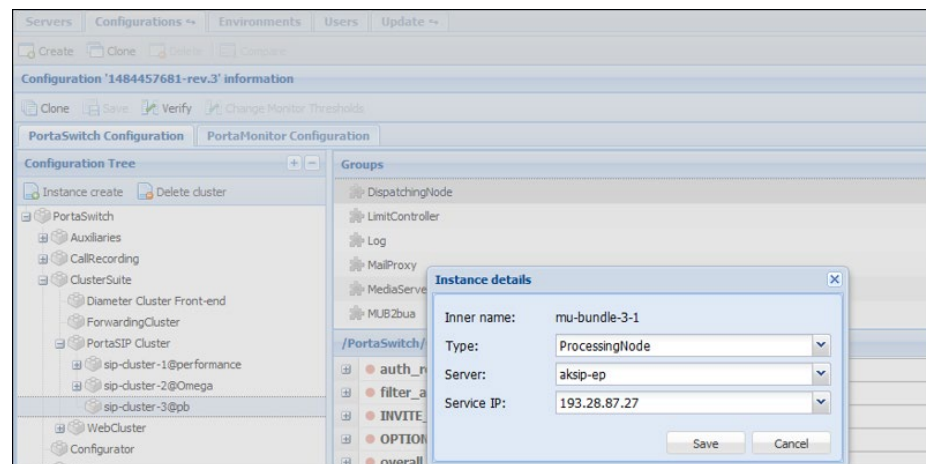 Servers Configurations Environments Users Update
Create Clone Delete Compare
Configuration '1484457681-rev.3' information
Clone Save Verify Change Monitor Thresholds
PortaSwitch Configuration PortaMonitor Configuration
Configuration Tree
Groups
Instance create Delete cluster
PortaSwitch
Auxiliaries
CallRecording
ClusterSuite
Diameter Cluster Front-end
ForwardingCluster
PortaSIP Cluster
sip-cluster-1@performance
sip-cluster-2@Omega
sip-cluster-3@pb
WebCluster
Configurator
DispatchingNode
LimitController
Log
MailProxy
MediaServe
MUB2bua
/PortaSwitch/
auth_r
filter_a
INVITE_
OPTION
overall
Instance details
Inner name: mu-bundle-3-1
Type: ProcessingNode
Server: aksip-ep
Service IP: 193.28.87.27
Save Cancel